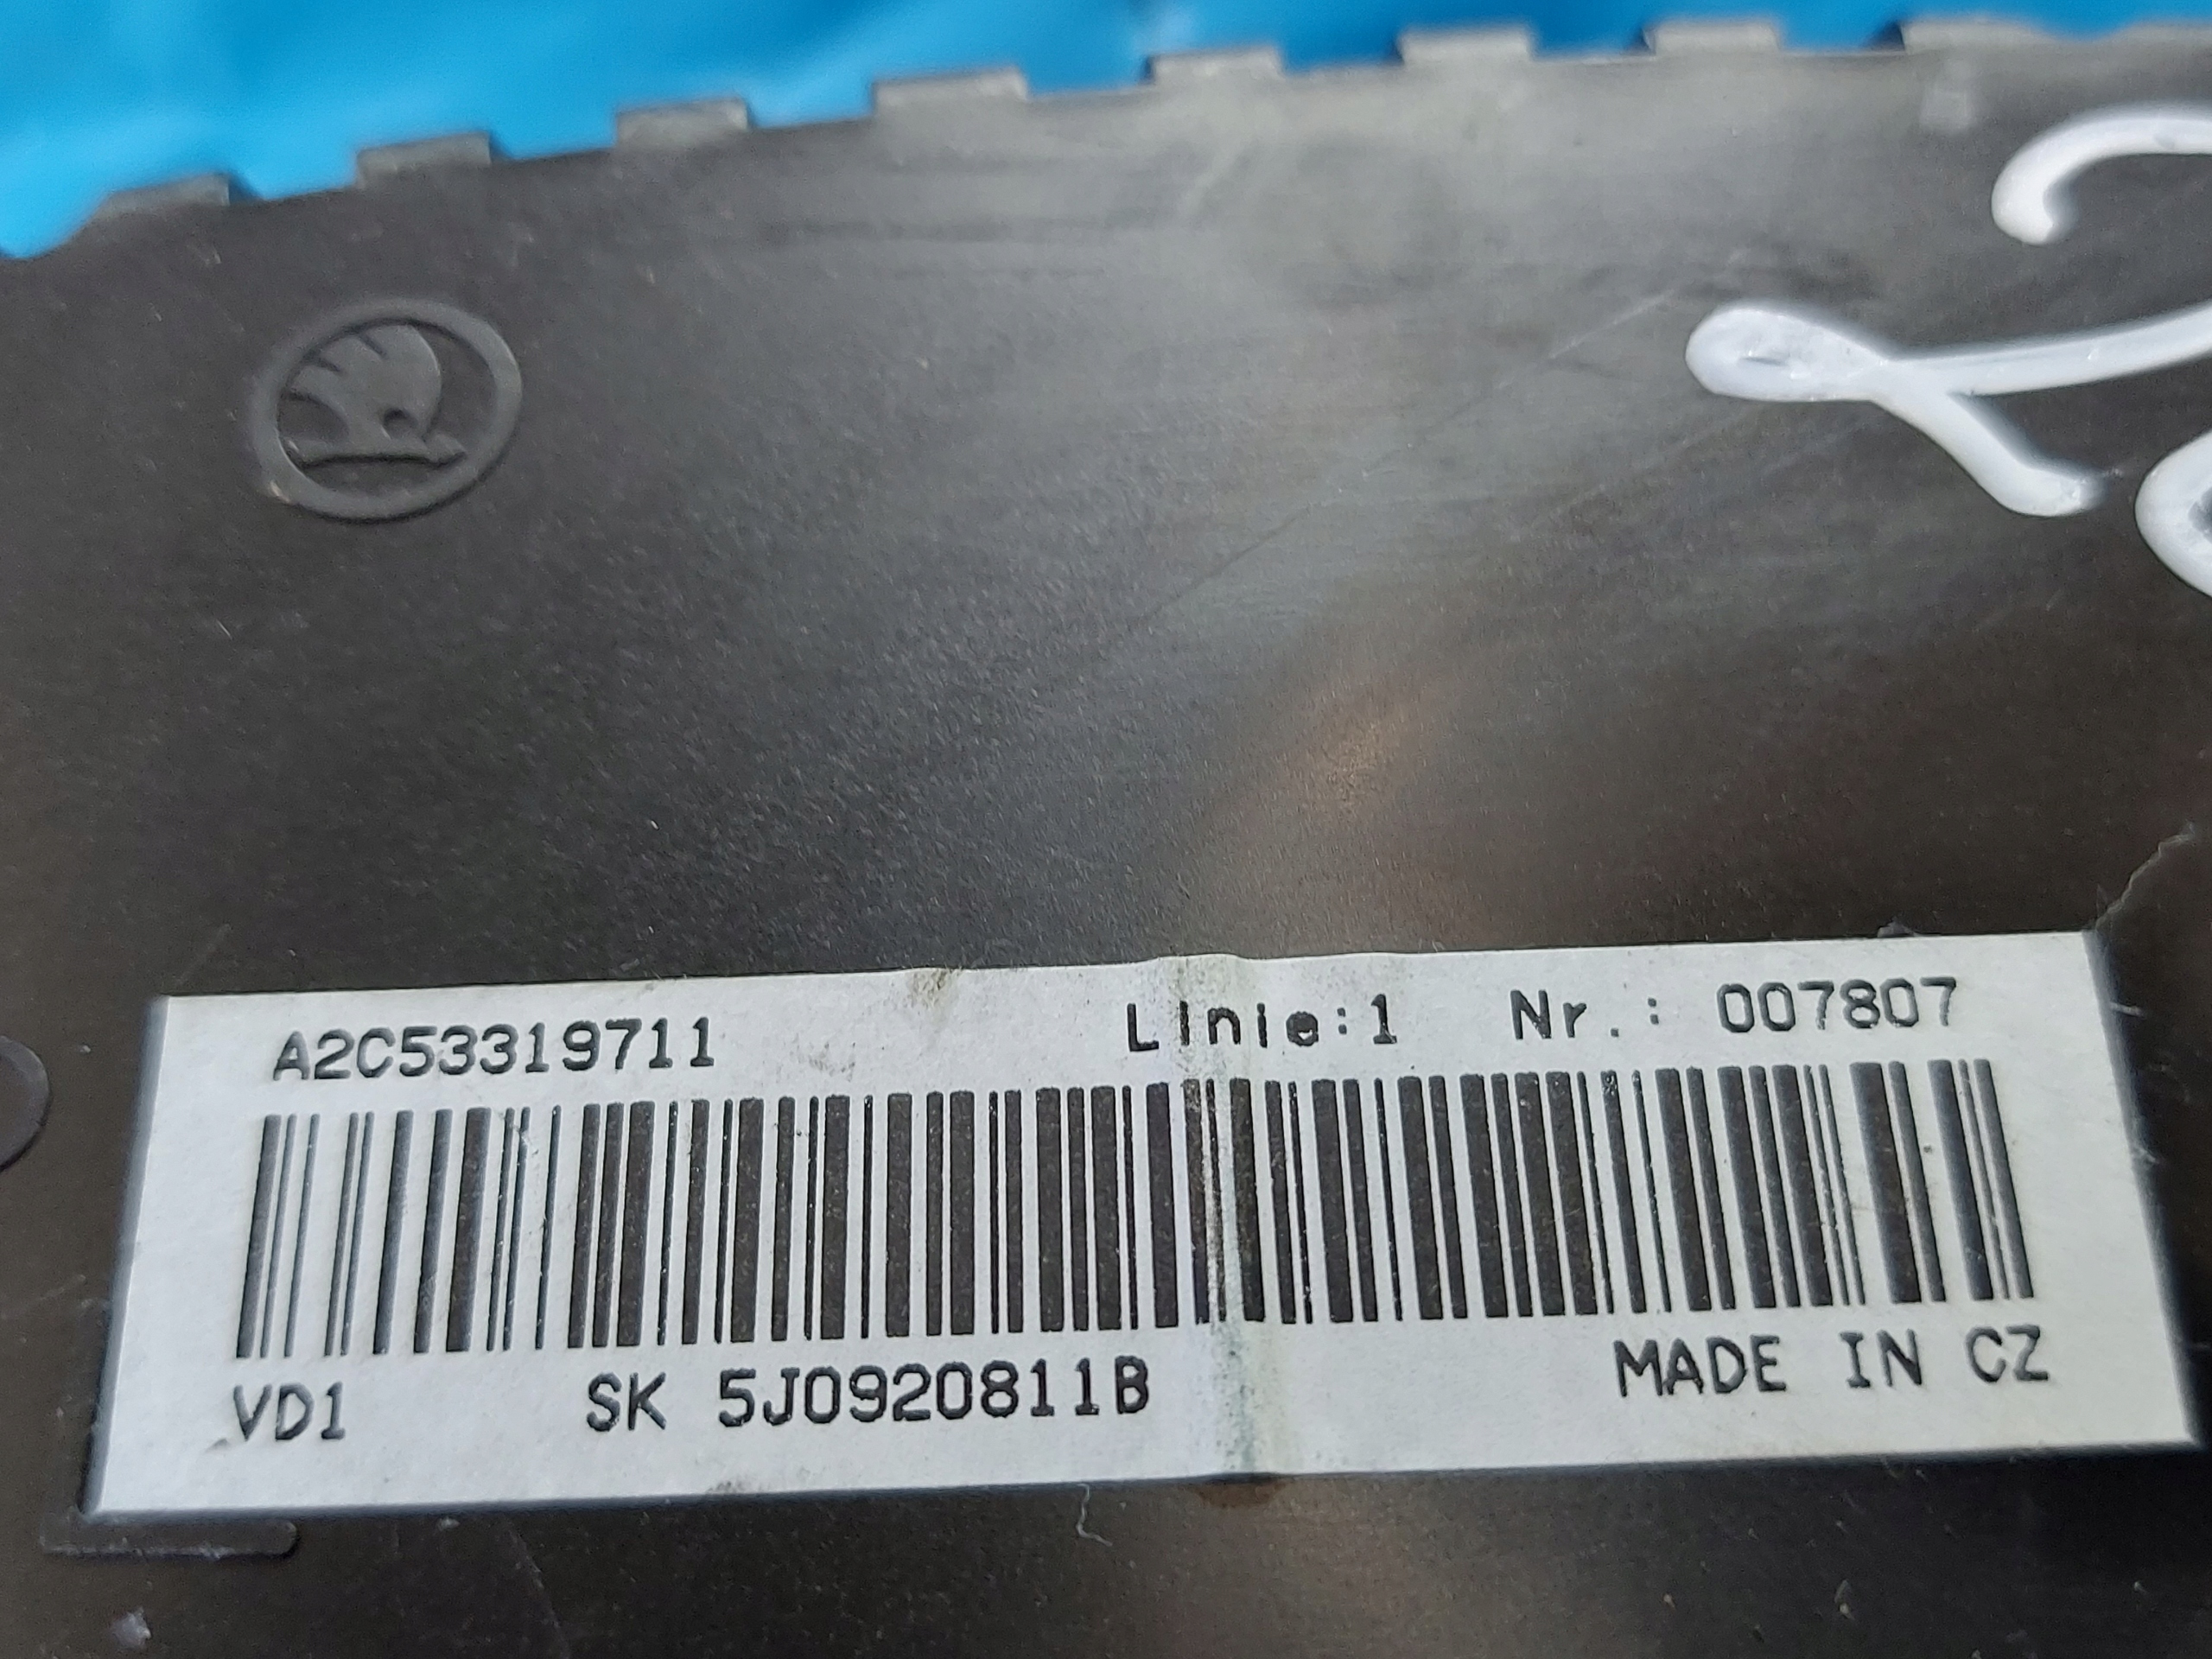 A2C53319711 Linie:1 Nr.: 007807
VD1 SK 5J0920811B MADE IN CZ